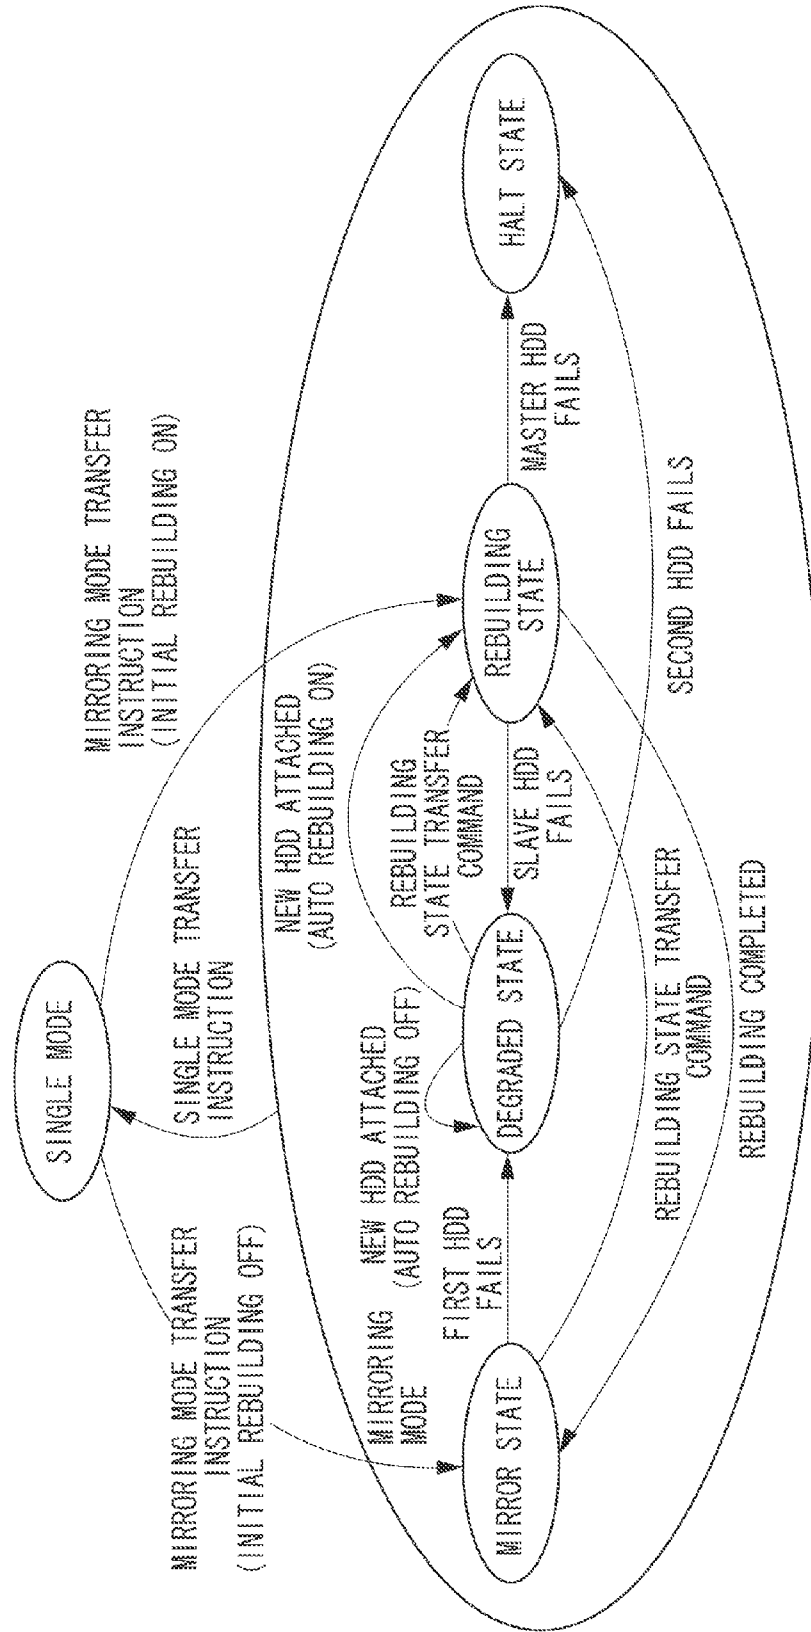 SINGLE MODE
MIRRORING MODE TRANSFER
INSTRUCTION
(INITIAL REBUILDING OFF)
SINGLE MODE TRANSFER
INSTRUCTION
MIRRORING MODE TRANSFER
INSTRUCTION
(INITIAL REBUILDING ON)
MIRRORING
MODE
NEW HDD ATTACHED
(AUTO REBUILDING OFF)
NEW HDD ATTACHED
(AUTO REBUILDING ON)
REBUILDING
STATE TRANSFER
COMMAND
MIRROR STATE
FIRST HDD
FAILS
DEGRADED STATE
SLAVE HDD
FAILS
REBUILDING
STATE
MASTER HDD
FAILS
HALT STATE
REBUILDING STATE TRANSFER
COMMAND
SECOND HDD FAILS
REBUILDING COMPLETED